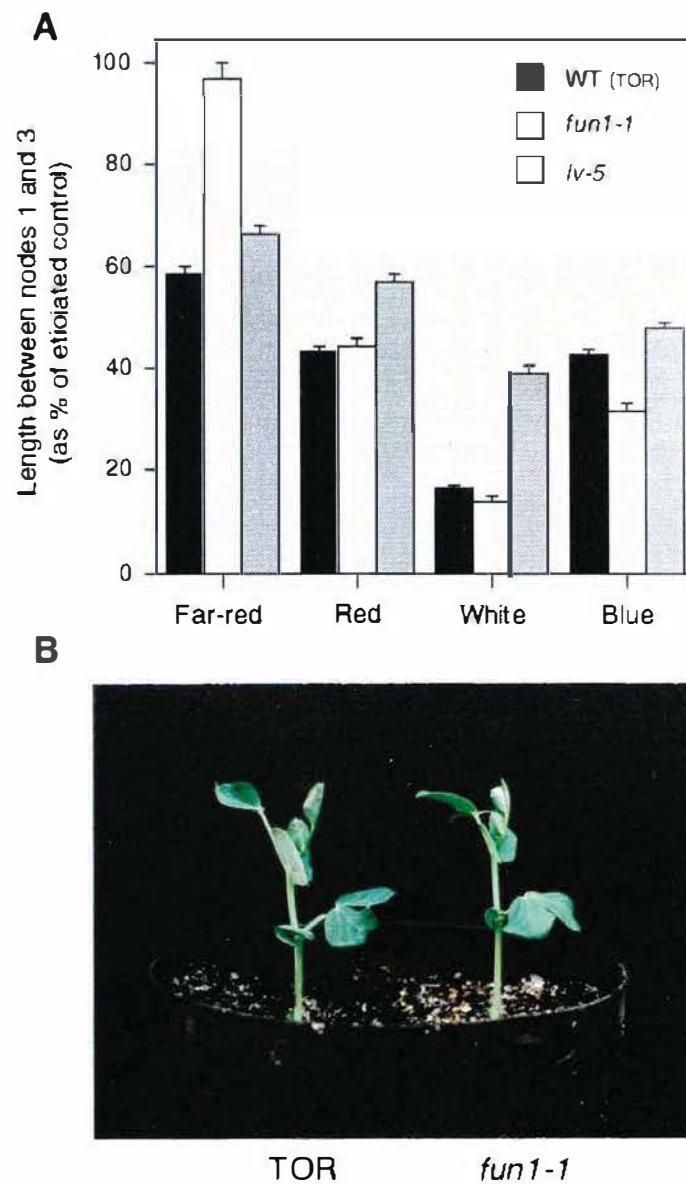 A
Length between nodes 1 and 3
(as % of etiolated control)
100
80
60
40
20
0
WT (TOR)
fun1-1
lv-5
Far-red
Red
White
Blue
B
TOR
fun1-1